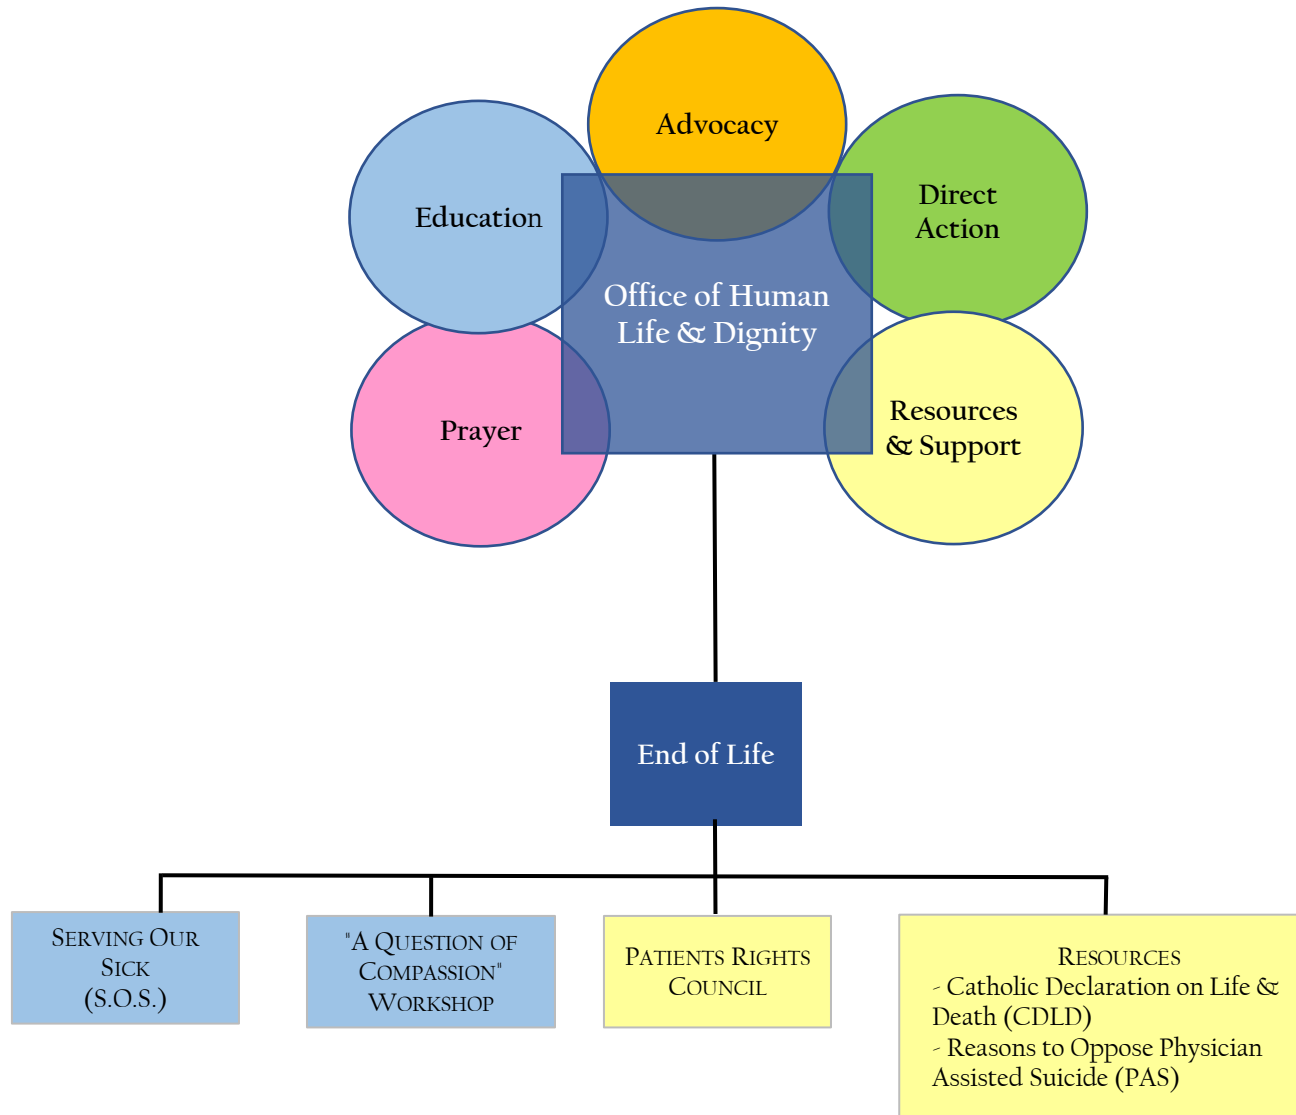 Advocacy
Education
Direct
Action
Office of Human
Life & Dignity
Prayer
Resources
& Support
End of Life
SERVING OUR
SICK
(S.O.S.)
"A QUESTION OF
COMPASSION"
WORKSHOP
PATIENTS RIGHTS
COUNCIL
RESOURCES
- Catholic Declaration on Life &
Death (CDLD)
- Reasons to Oppose Physician
Assisted Suicide (PAS)